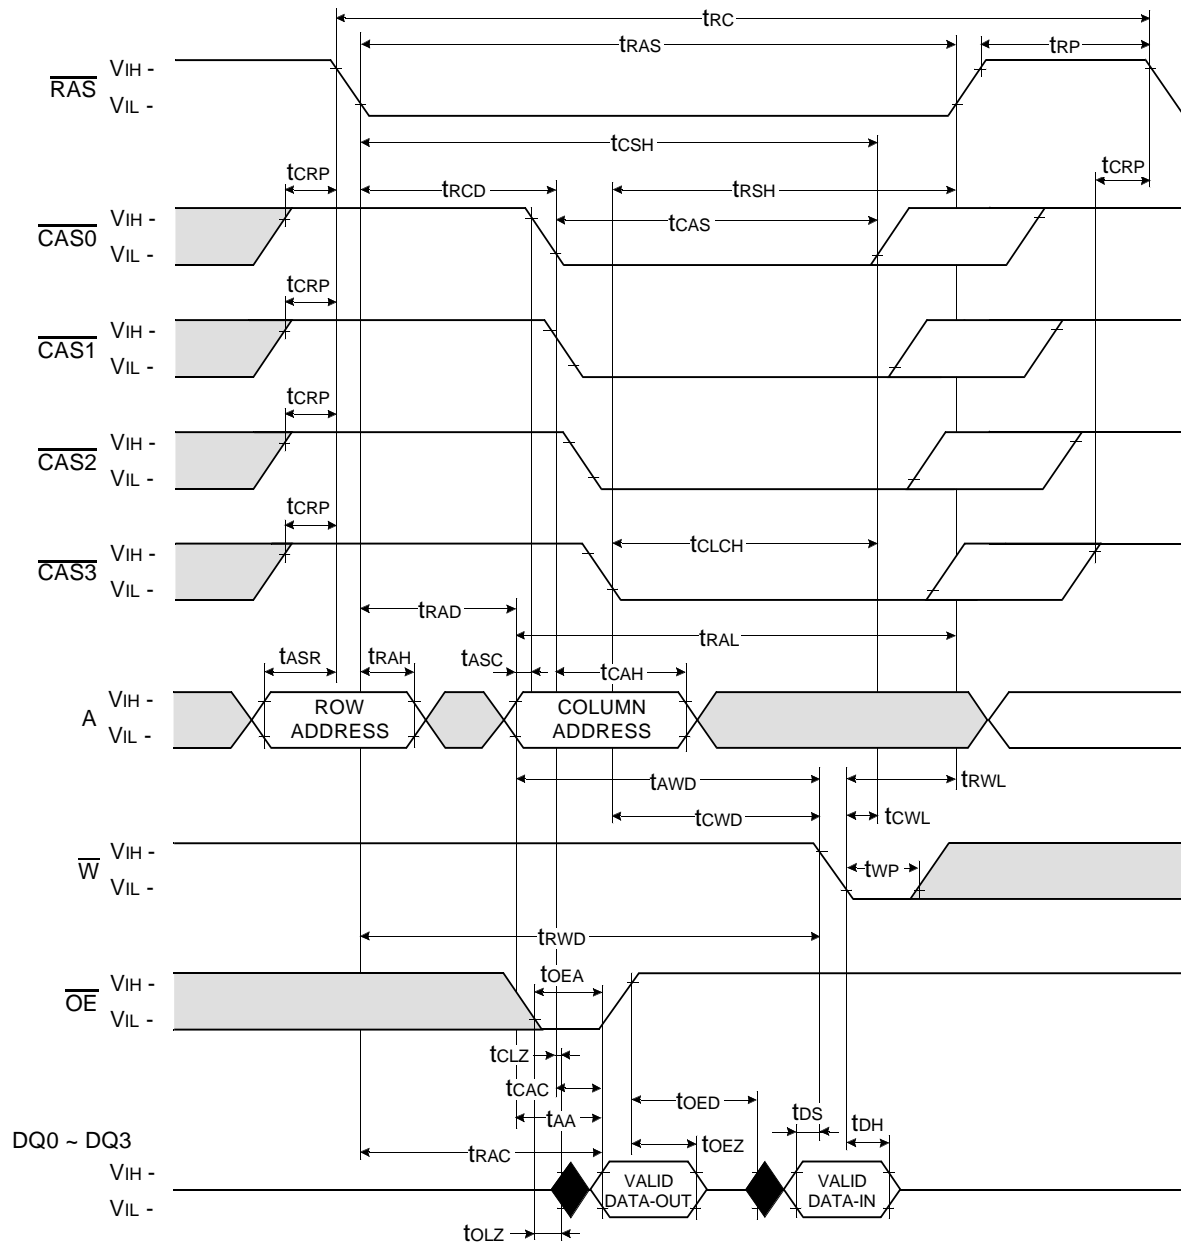 tRC
tRAS
tRP
RAS
VIH -
VIL -
tCSH
tCRP
tRCD
tRSH
tCRP
CAS0
VIH -
VIL -
tCAS
tCRP
CAS1
VIH -
VIL -
tCRP
CAS2
VIH -
VIL -
tCRP
CAS3
VIH -
VIL -
tCLCH
tRAD
tRAL
tASR
tRAH
tASC
tCAH
A
VIH -
VIL -
ROW
ADDRESS
COLUMN
ADDRESS
tAWD
tRWL
tCWD
tCWL
W
VIH -
VIL -
tWP
tRWD
OE
VIH -
VIL -
tOEA
tCLZ
tCAC
tOED
tAA
tDS
tDH
DQ0 ~ DQ3
tRAC
tOEZ
VIH -
VIL -
VALID
DATA-OUT
VALID
DATA-IN
tOLZ